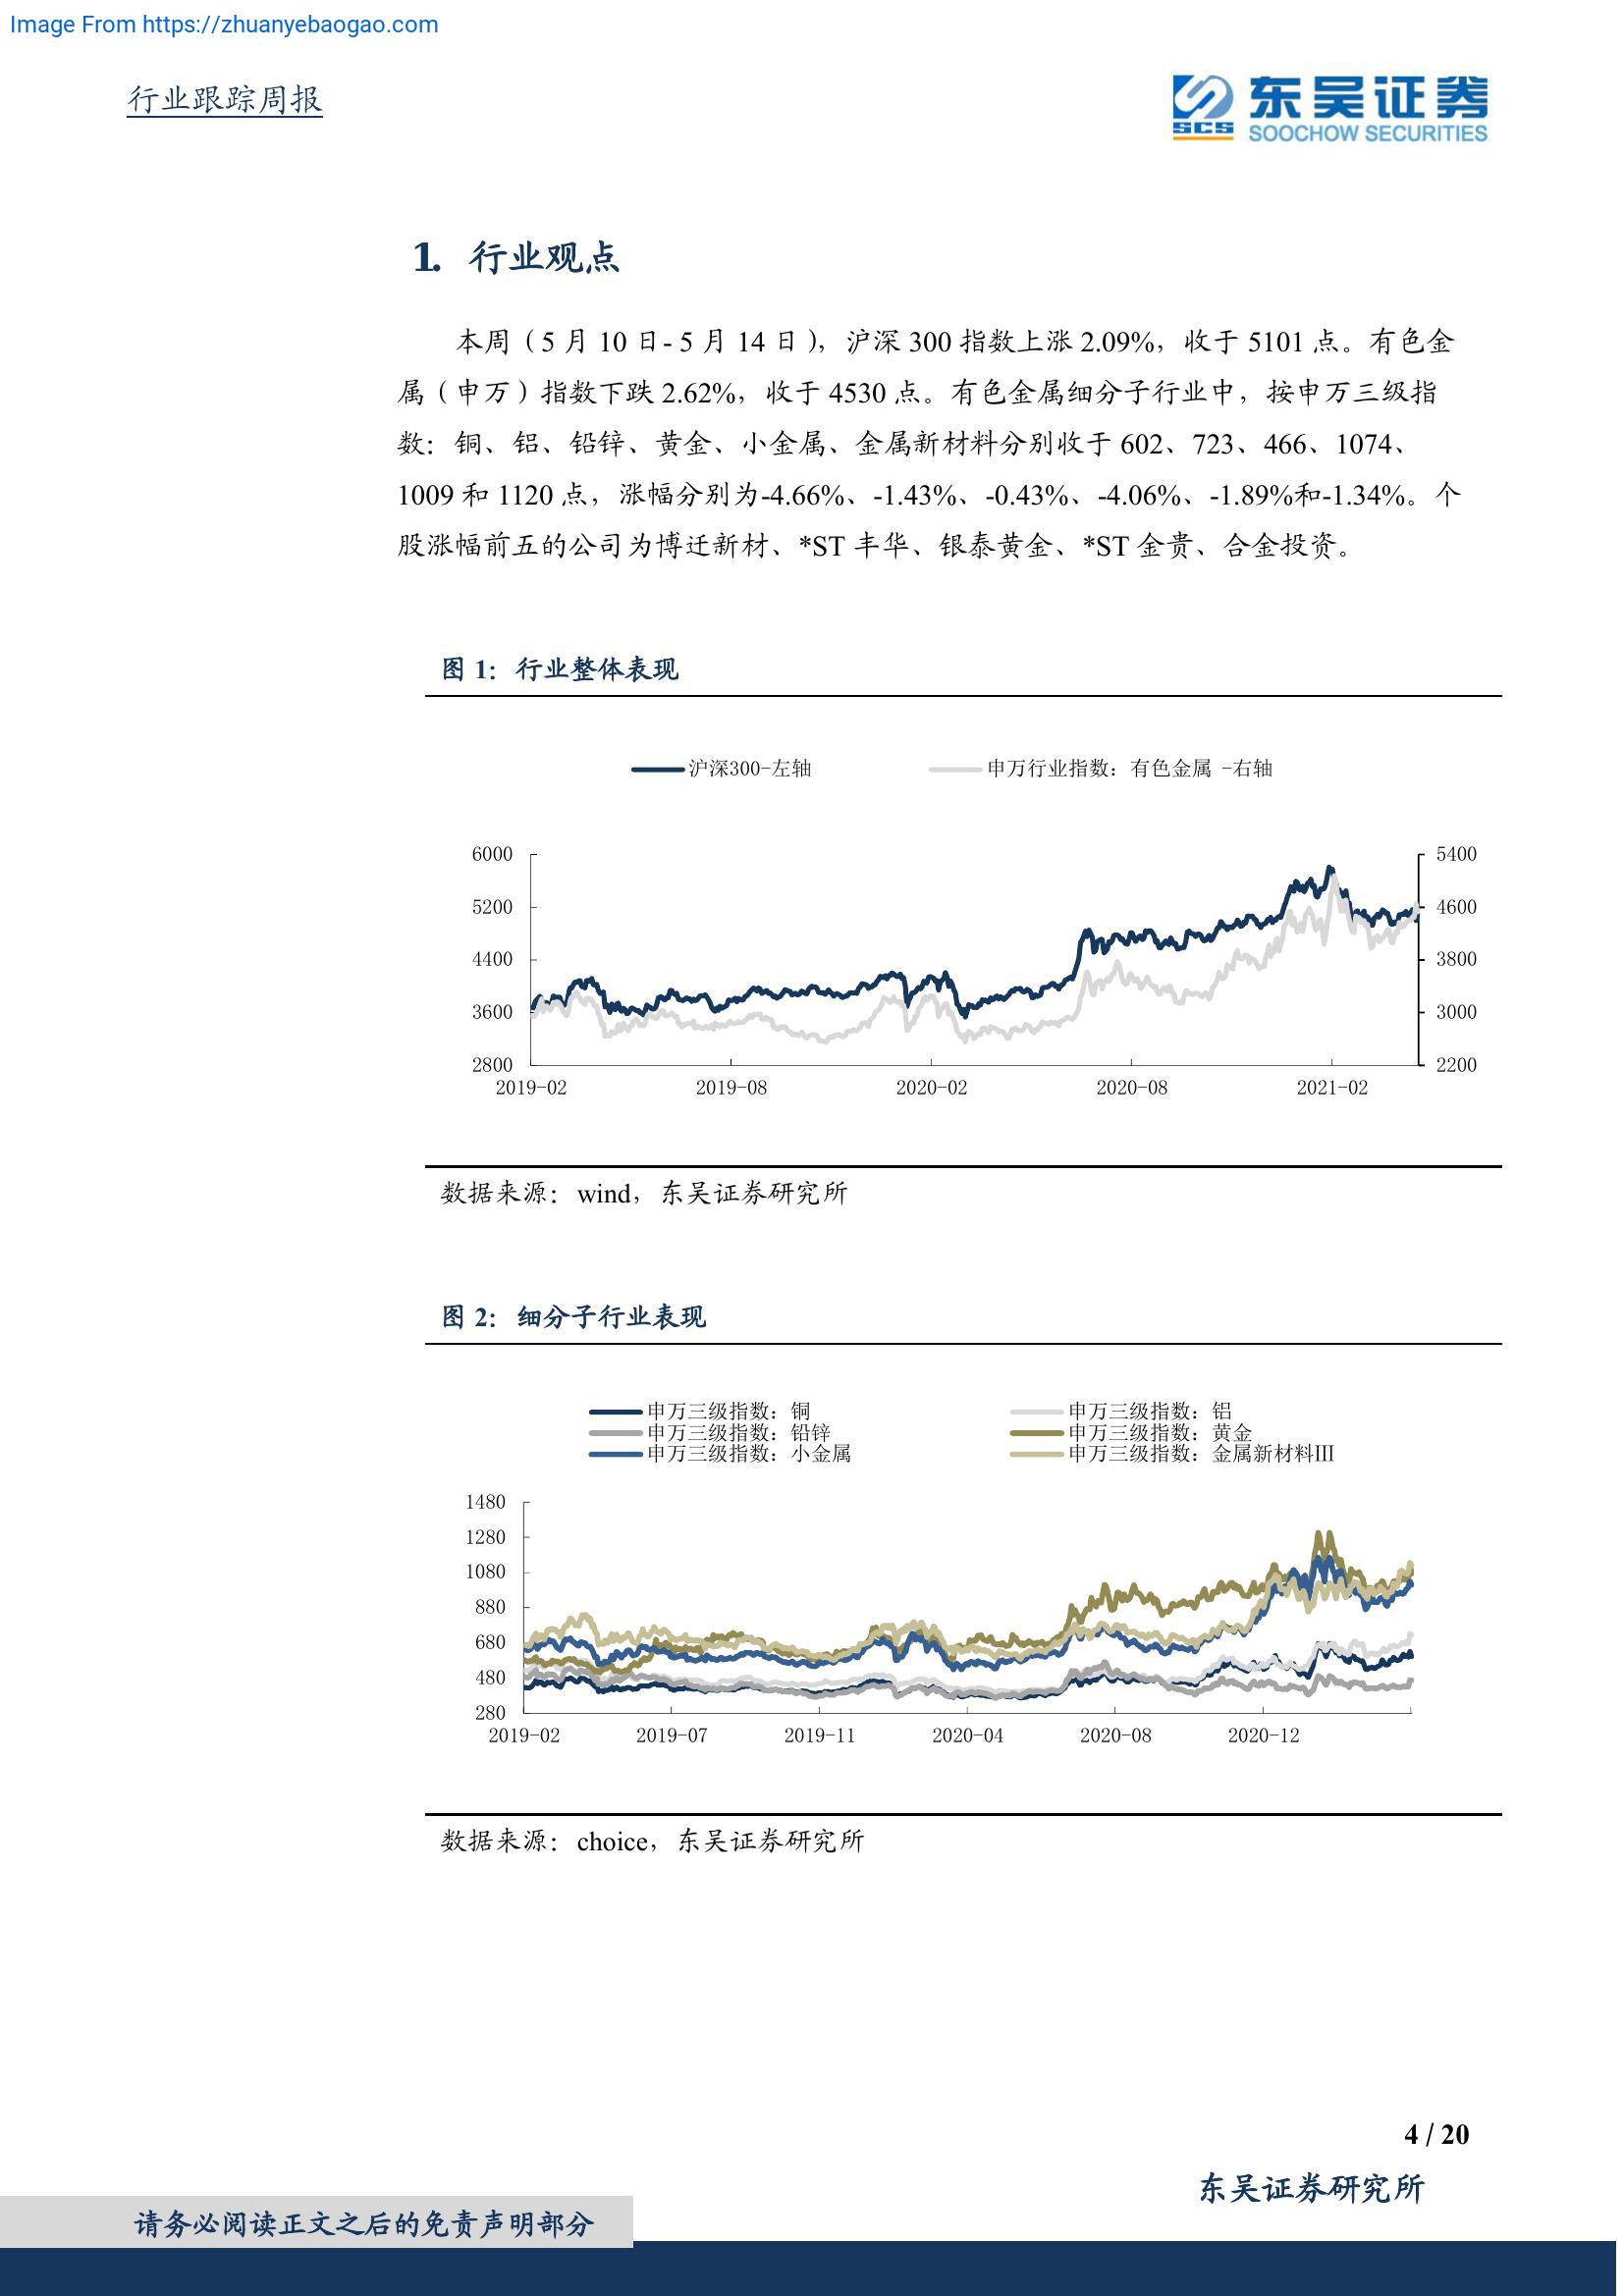 Image From https://zhuanyebaogao.com
行业跟踪周报
SCS 东吴证券
SOOCHOW SECURITIES
1. 行业观点
本周（5 月 10 日- 5 月 14 日），沪深 300 指数上涨 2.09%，收于 5101 点。有色金
属（申万）指数下跌 2.62%，收于 4530 点。有色金属细分子行业中，按申万三级指
数：铜、铝、铅锌、黄金、小金属、金属新材料分别收于 602、723、466、1074、
1009 和 1120 点，涨幅分别为-4.66%、-1.43%、-0.43%、-4.06%、-1.89%和-1.34%。个
股涨幅前五的公司为博迁新材、*ST 丰华、银泰黄金、*ST 金贵、合金投资。
图 1：行业整体表现
沪深300-左轴 申万行业指数：有色金属 -右轴
6000 5400
5200 4600
4400 3800
3600 3000
2800 2200
2019-02 2019-08 2020-02 2020-08 2021-02
数据来源：wind，东吴证券研究所
图 2：细分子行业表现
申万三级指数：铜 申万三级指数：铝
申万三级指数：铅锌 申万三级指数：黄金
申万三级指数：小金属 申万三级指数：金属新材料III
1480
1280
1080
880
680
480
280
2019-02 2019-07 2019-11 2020-04 2020-08 2020-12
数据来源：choice，东吴证券研究所
4 / 20
东吴证券研究所
请务必阅读正文之后的免责声明部分